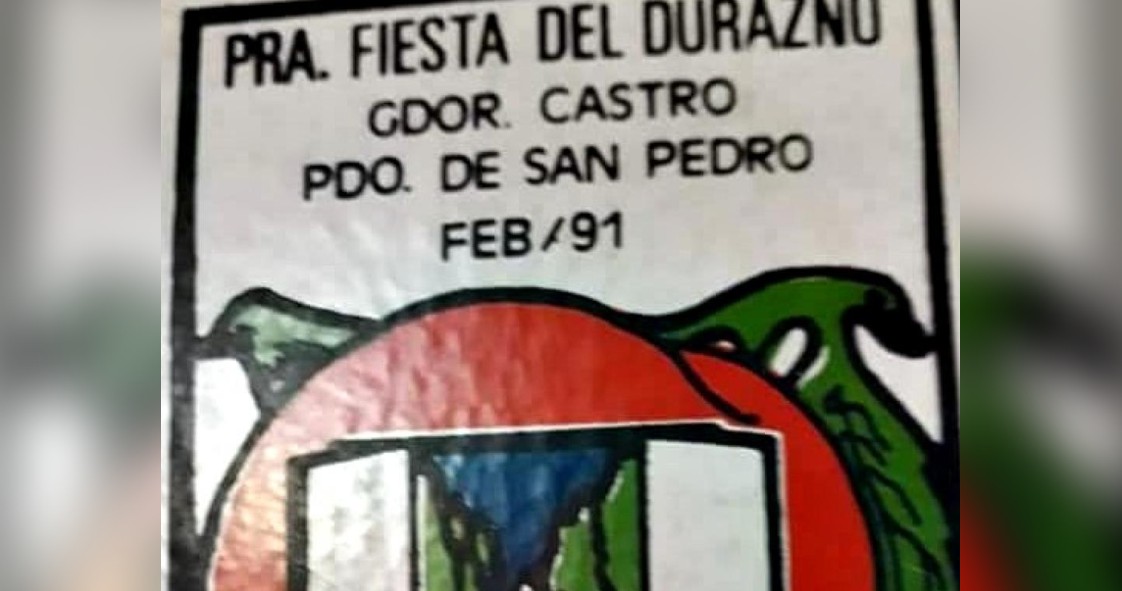 PRA. FIESTA DEL DURAZNO
GDOR. CASTRO
PDO. DE SAN PEDRO
FEB/91